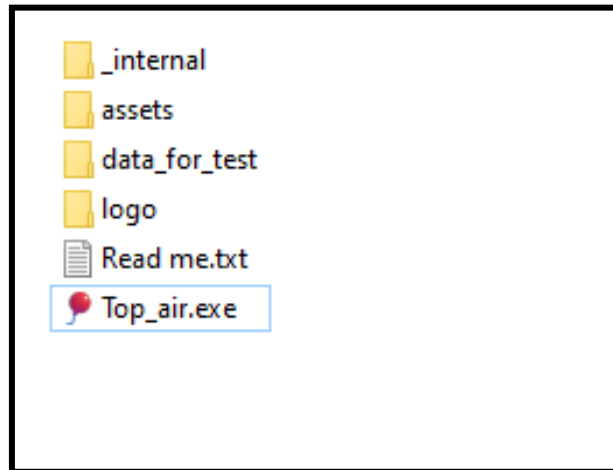 _internal
assets
data_for_test
logo
Read me.txt
Top_air.exe